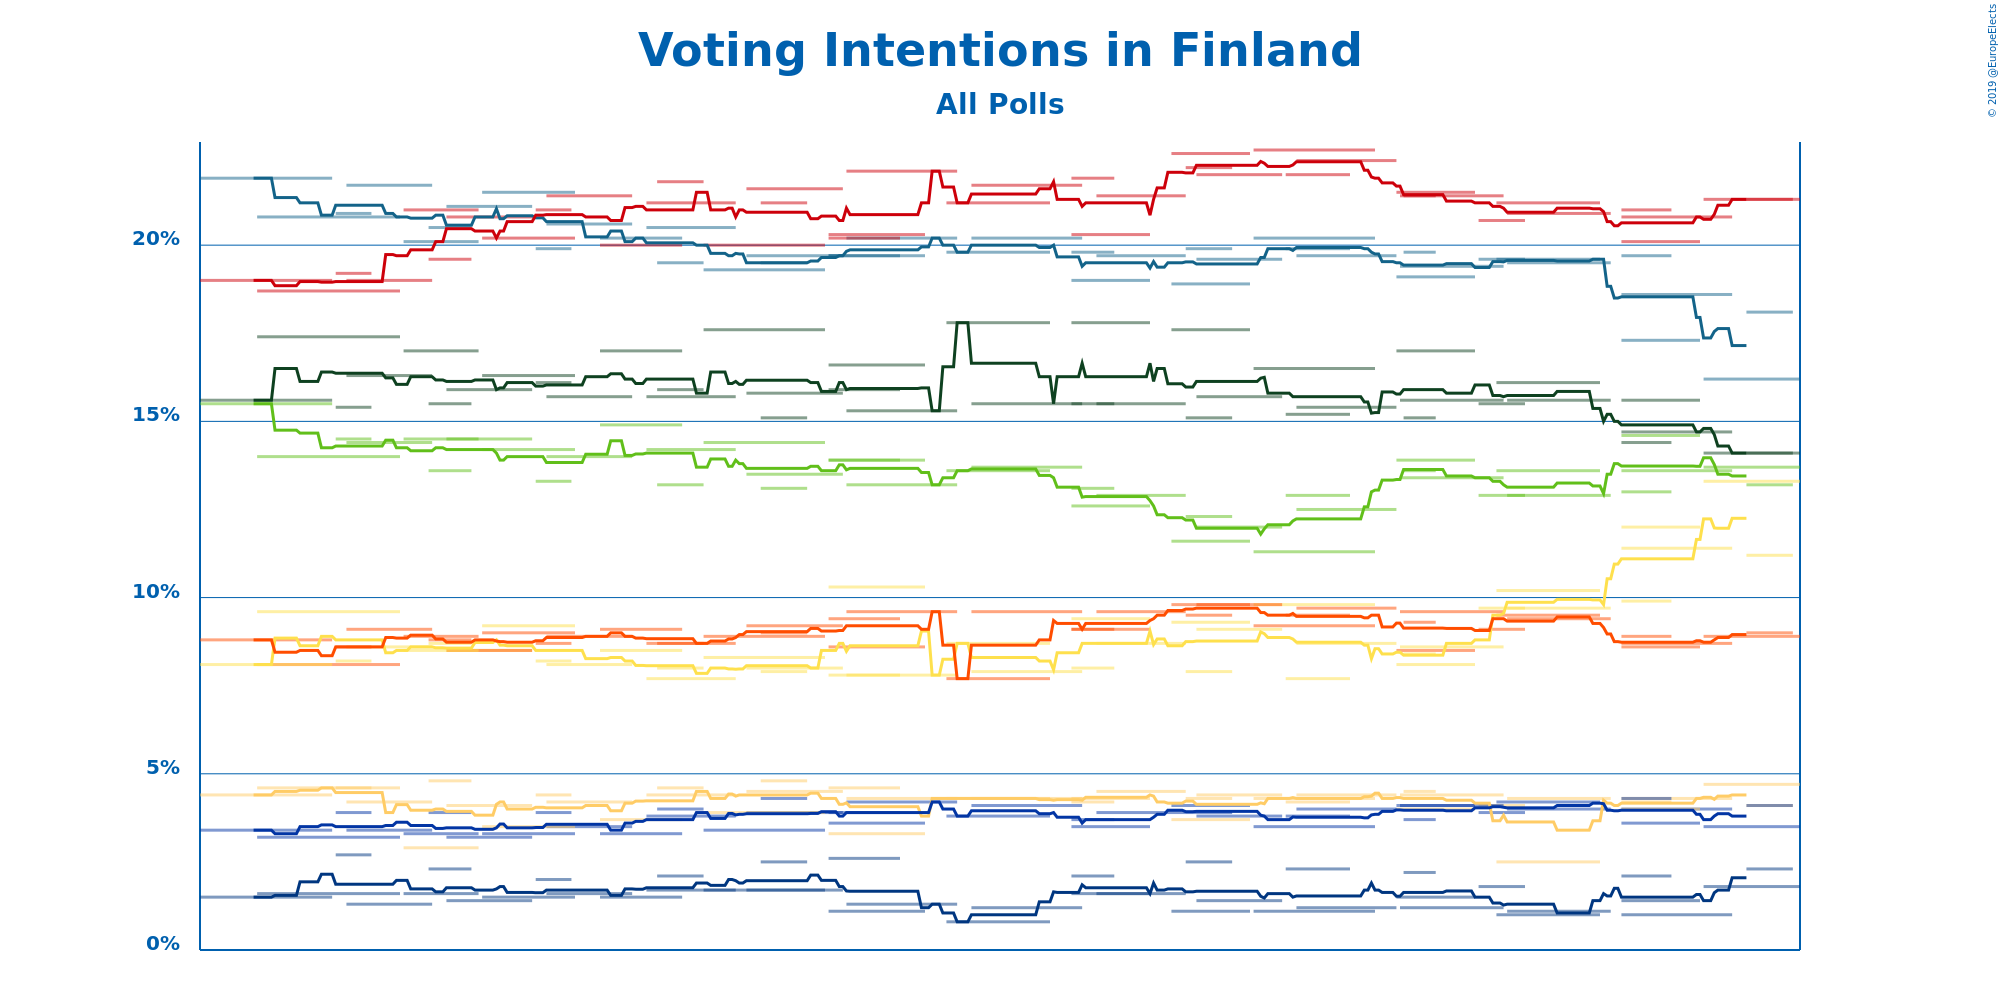 Voting Intentions in Finland
All Polls
© 2019 @EuropeElects
20%
15%
10%
5%
0%